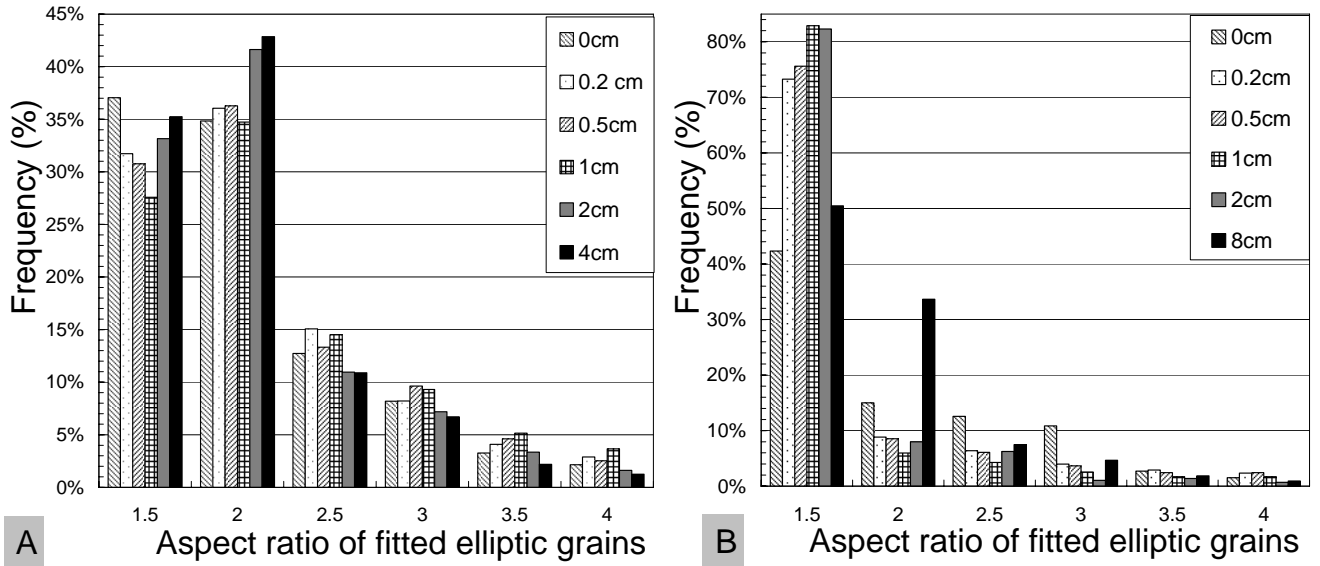 45%
40%
35%
30%
25%
20%
15%
10%
5%
0%
Frequency (%)
0cm
0.2 cm
0.5cm
1cm
2cm
4cm
1.5 2 2.5 3 3.5 4
A
Aspect ratio of fitted elliptic grains
80%
70%
60%
50%
40%
30%
20%
10%
0%
Frequency (%)
0cm
0.2cm
0.5cm
1cm
2cm
8cm
1.5 2 2.5 3 3.5 4
B
Aspect ratio of fitted elliptic grains